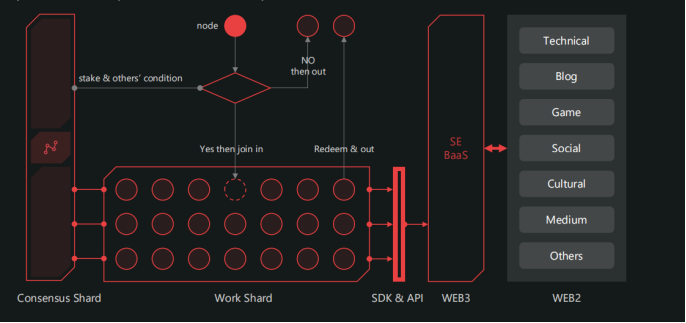 node
NO
then out
stake & others' condition
Yes then join in
Redeem & out
SE
BaaS
Technical
Blog
Game
Social
Cultural
Medium
Others
Consensus Shard
Work Shard
SDK & API
WEB3
WEB2